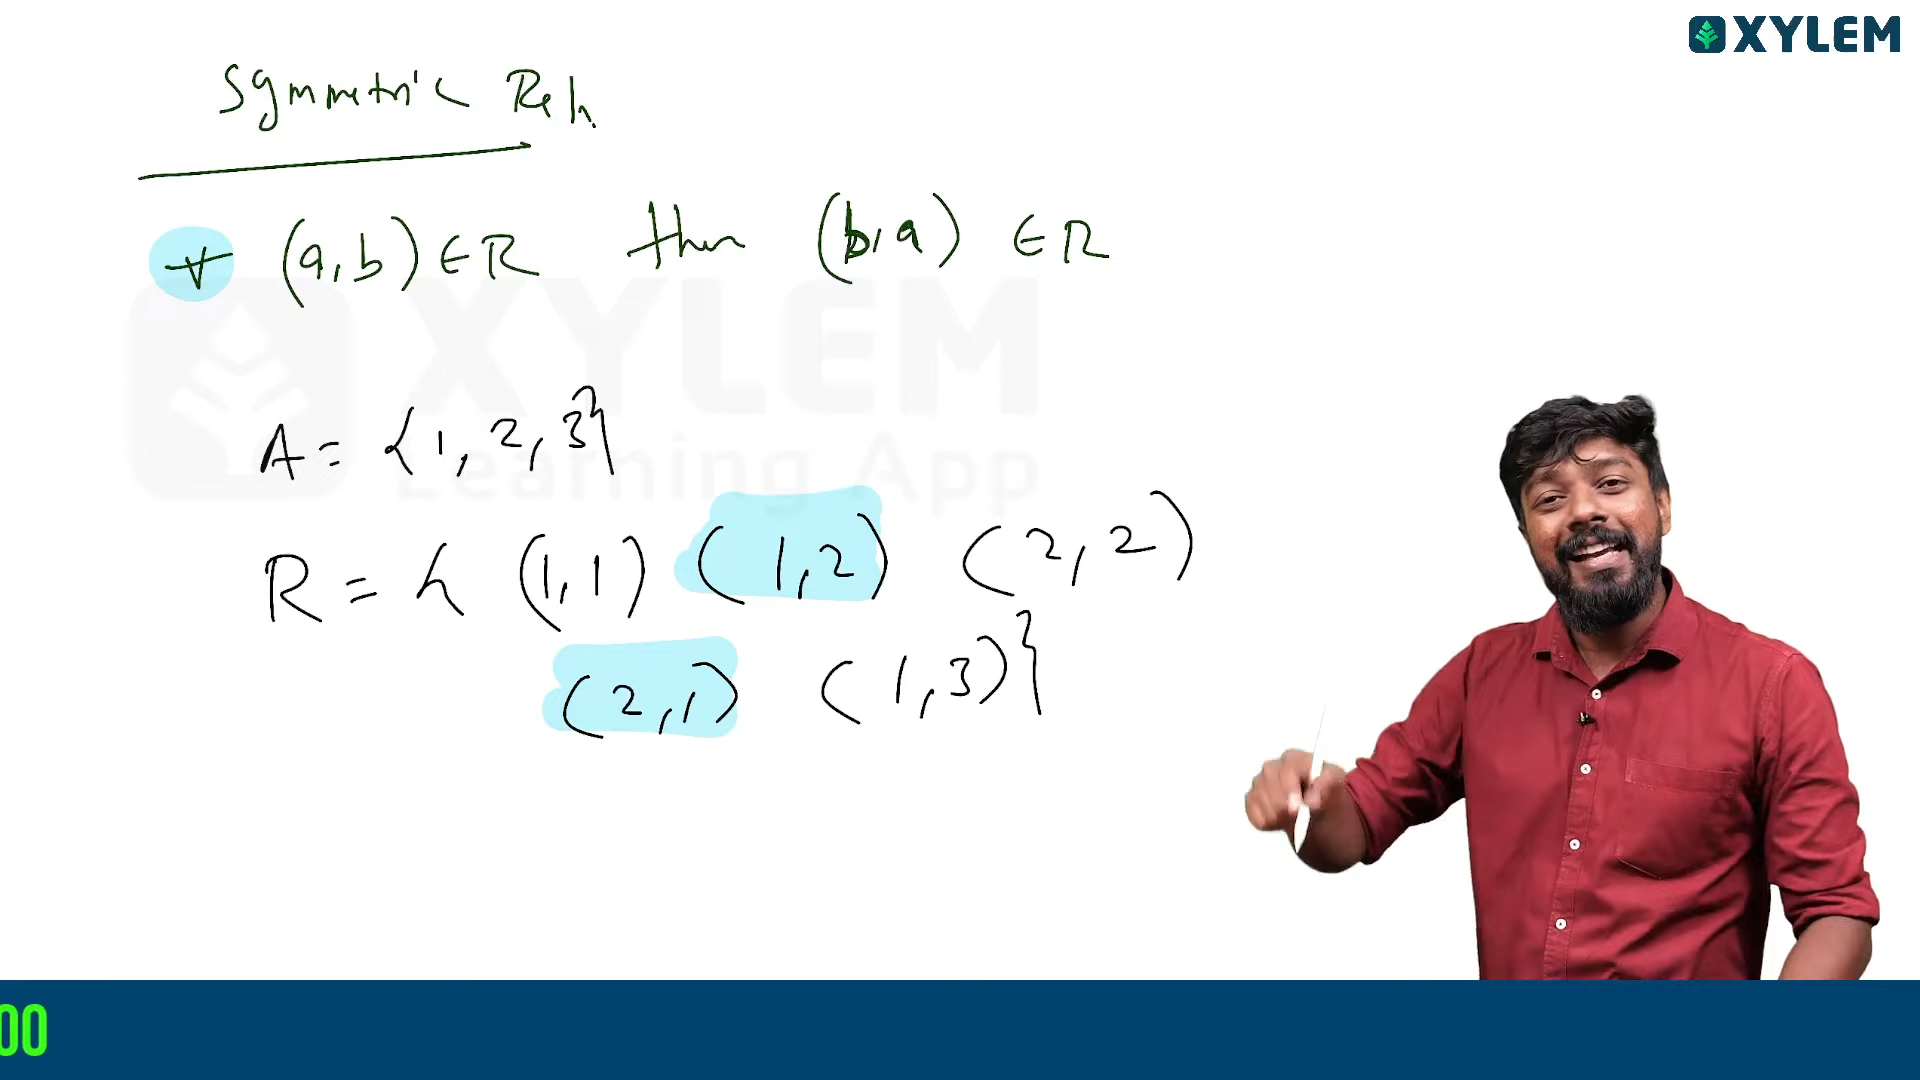 XYLEM
Symmetric Reln.
∀ (a,b) ∈ R then (b,a) ∈ R
XYLEM
Learning App
A = {1, 2, 3}
R = { (1,1) (1,2) (2,2)
(2,1) (1,3)}
00